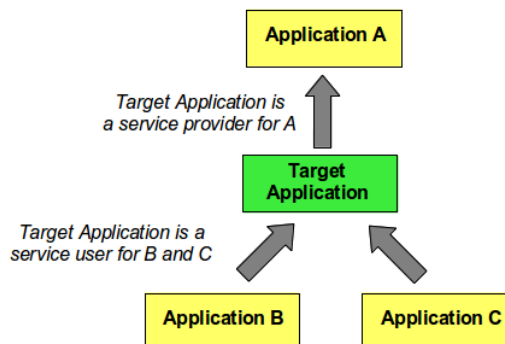 Application A
Target Application is
a service provider for A
Target
Application
Target Application is a
service user for B and C
Application B
Application C